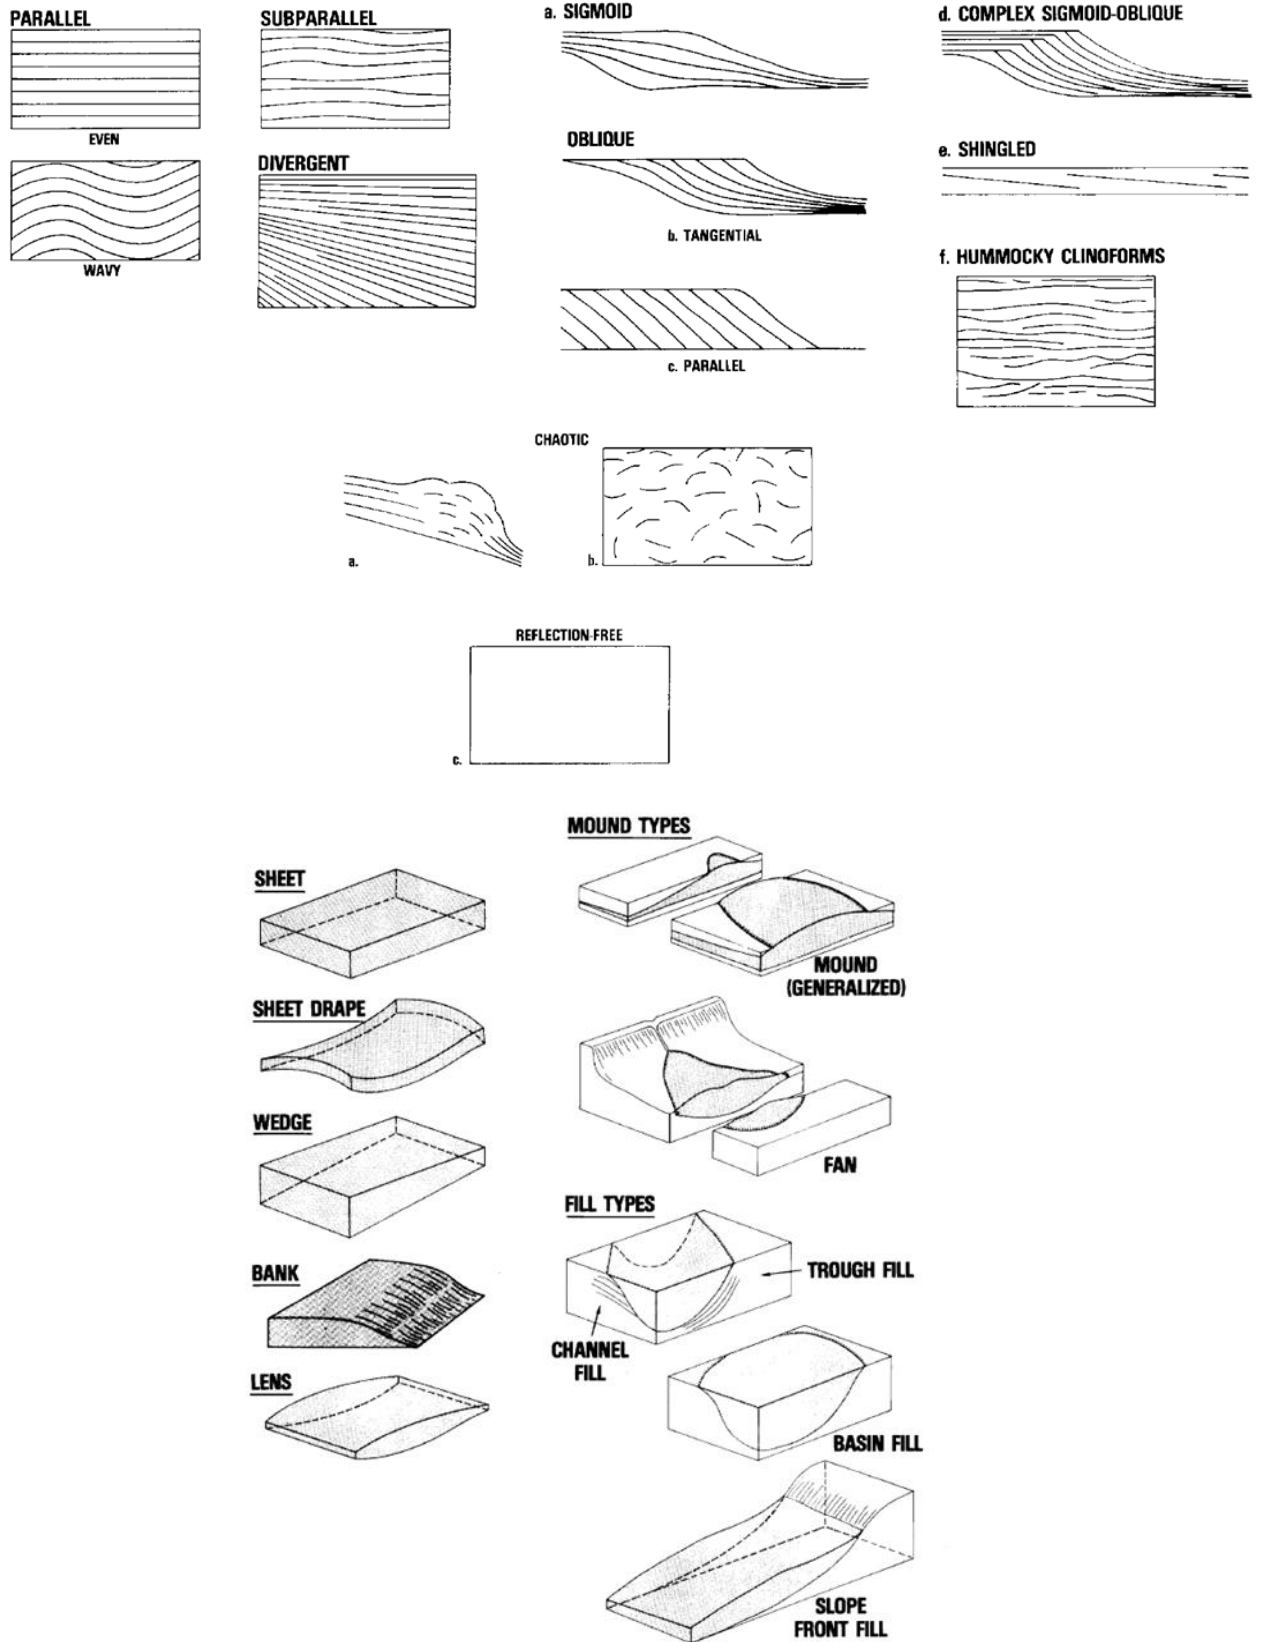 PARALLEL
EVEN
WAVY
SUBPARALLEL
DIVERGENT
a. SIGMOID
OBLIQUE
b. TANGENTIAL
c. PARALLEL
d. COMPLEX SIGMOID-OBLIQUE
e. SHINGLED
f. HUMMOCKY CLINOFORMS
CHAOTIC
a.
b.
REFLECTION-FREE
c.
SHEET
SHEET DRAPE
WEDGE
BANK
LENS
MOUND TYPES
MOUND
(GENERALIZED)
FAN
FILL TYPES
TROUGH FILL
CHANNEL
FILL
BASIN FILL
SLOPE
FRONT FILL